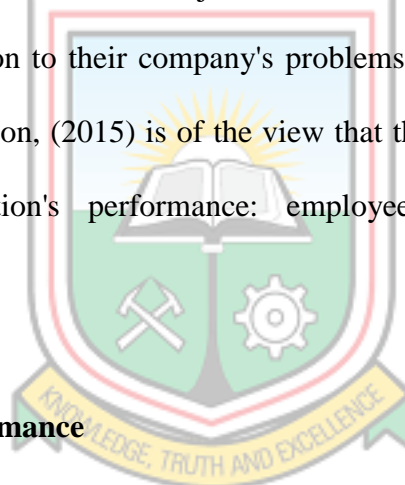 on to their company's problems
on, (2015) is of the view that th
tion's performance: employee
mance
KNOWLEDGE, TRUTH AND EXCELLENCE